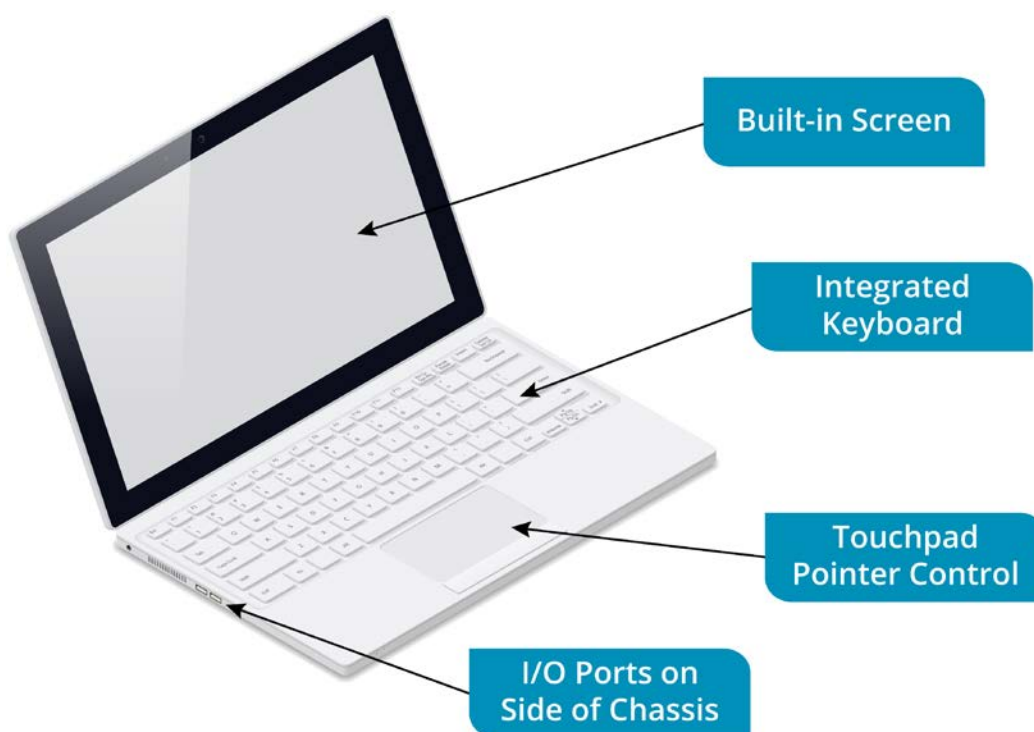 Built-in Screen
Integrated
Keyboard
Touchpad
Pointer Control
I/O Ports on
Side of Chassis